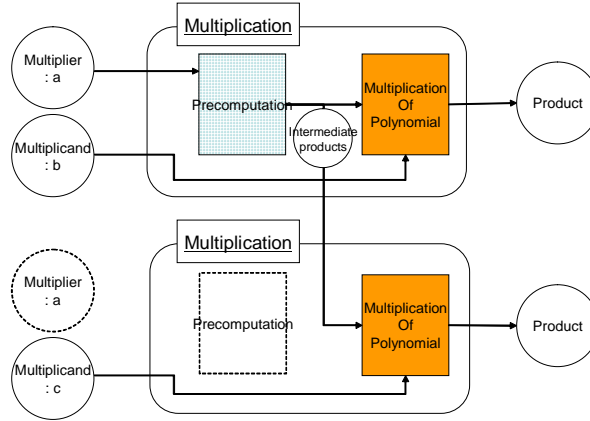 Multiplication
Multiplier
: a
Precomputation
Multiplication
Of
Polynomial
Product
Intermediate
products
Multiplicand
: b
Multiplication
Multiplier
: a
Precomputation
Multiplication
Of
Polynomial
Product
Multiplicand
: c